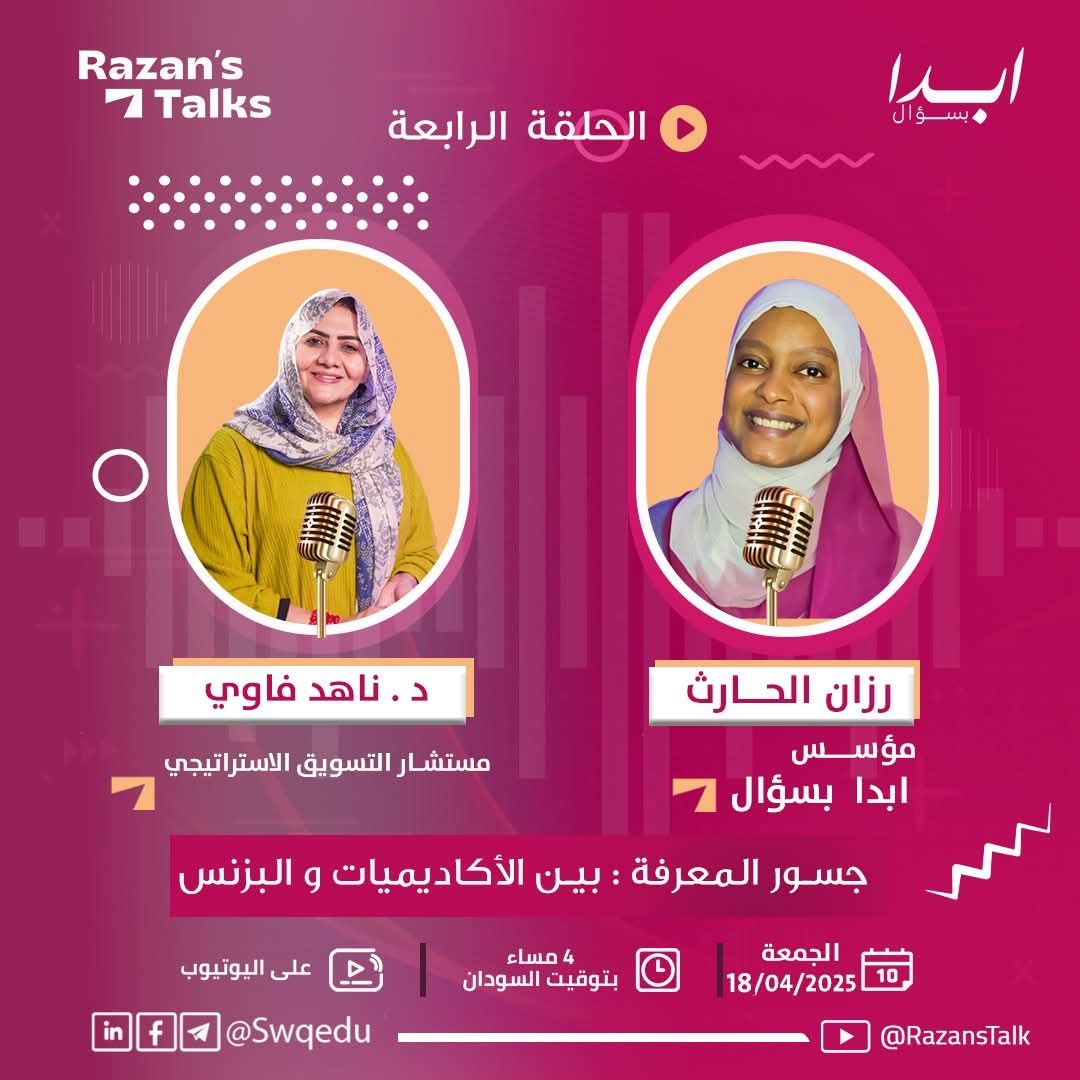 Razan's
Talks
ابدا
بسؤال
الحلقة الرابعة
رزان الحارث
مؤسس
ابدا بسؤال
د . ناهد فاوي
مستشار التسويق الاستراتيجي
جسور المعرفة : بين الأكاديميات و البزنس
الجمعة
18/04/2025
10
4 مساء
بتوقيت السودان
على اليوتيوب
@Swqedu
@RazansTalk